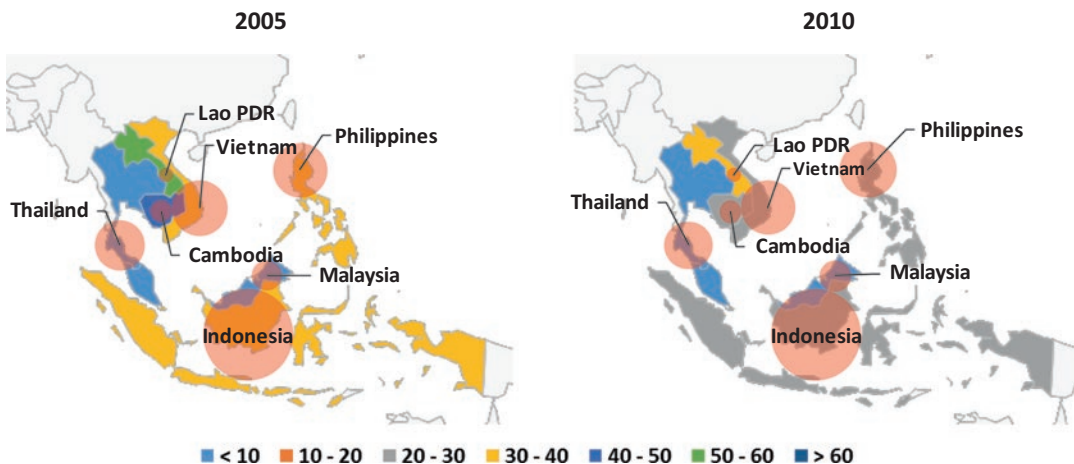 2005
2010
Lao PDR
Philippines
Vietnam
Thailand
Cambodia
Malaysia
Indonesia
Philippines
Lao PDR
Vietnam
Thailand
Cambodia
Malaysia
Indonesia
< 10 10 - 20 20 - 30 30 - 40 40 - 50 50 - 60 > 60